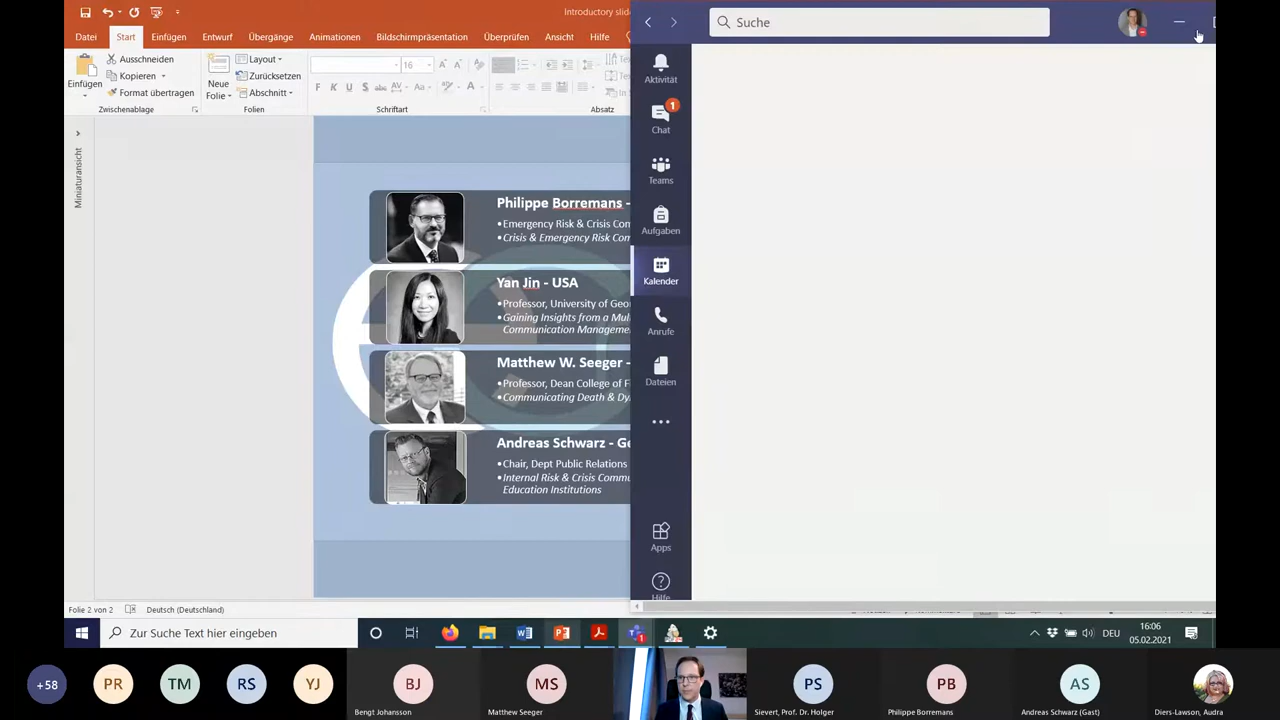 Introductory slid
Suche
Datei
Start
Einfügen
Entwurf
Übergänge
Animationen
Bildschirmpräsentation
Überprüfen
Ansicht
Hilfe
Einfügen
Ausschneiden
Kopieren
Format übertragen
Zwischenablage
Neue
Folie
Layout
Zurücksetzen
Abschnitt
Folien
16
F K U S abc AV Aa A
Schriftart
Absatz
Miniaturansicht
Philippe Borremans -
•Emergency Risk & Crisis Com
•Crisis & Emergency Risk Com
Yan Jin - USA
•Professor, University of Geor
•Gaining Insights from a Mul
Communication Manageme
Matthew W. Seeger -
•Professor, Dean College of F
•Communicating Death & Dy
Andreas Schwarz - Ge
•Chair, Dept Public Relations
•Internal Risk & Crisis Commu
Education Institutions
Aktivität
1
Chat
Teams
Aufgaben
Kalender
Anrufe
Dateien
Apps
Hilfe
Folie 2 von 2
Deutsch (Deutschland)
Zur Suche Text hier eingeben
DEU
16:06
05.02.2021
+58
PR
TM
RS
YJ
BJ
Bengt Johansson
MS
Matthew Seeger
PS
Sievert, Prof. Dr. Holger
PB
Philippe Borremans
AS
Andreas Schwarz (Gast)
Diers-Lawson, Audra